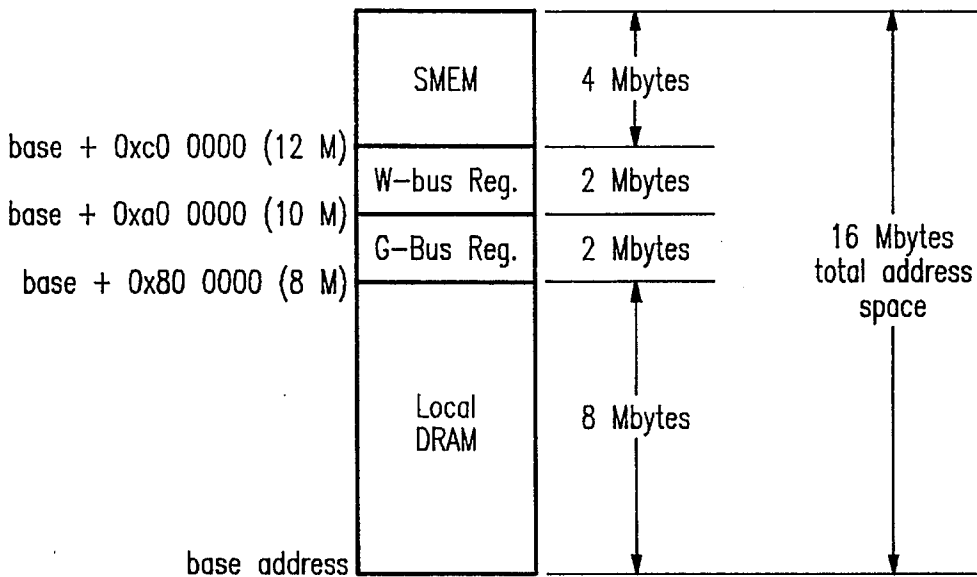 SMEM
4 Mbytes
base + 0xc0 0000 (12 M)
W-bus Reg.
2 Mbytes
base + 0xa0 0000 (10 M)
G-Bus Reg.
2 Mbytes
16 Mbytes
total address
space
base + 0x80 0000 (8 M)
Local
DRAM
8 Mbytes
base address